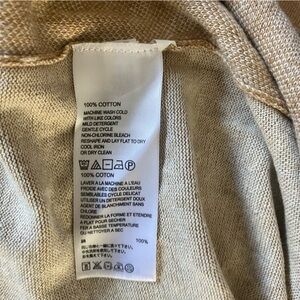 100% COTTON
MACHINE WASH COLD
WITH LIKE COLORS
MILD DETERGENT
GENTLE CYCLE
NON-CHLORINE BLEACH
RESHAPE AND LAY FLAT TO DRY
COOL IRON
OR DRY CLEAN
100% COTON
LAVER A LA MACHINE A L'EAU
FROIDE AVEC DES COULEURS
SEMBLABLES CYCLE DELICAT
UTILISER UN DETERGENT DOUX
AGENT DE BLANCHIMENT SANS
CHLORE
REDONNER LA FORME ET ETENDRE
A PLAT POUR SECHER
FER A BASSE TEMPERATURE
OU NETTOYER A SEC
綿 100%